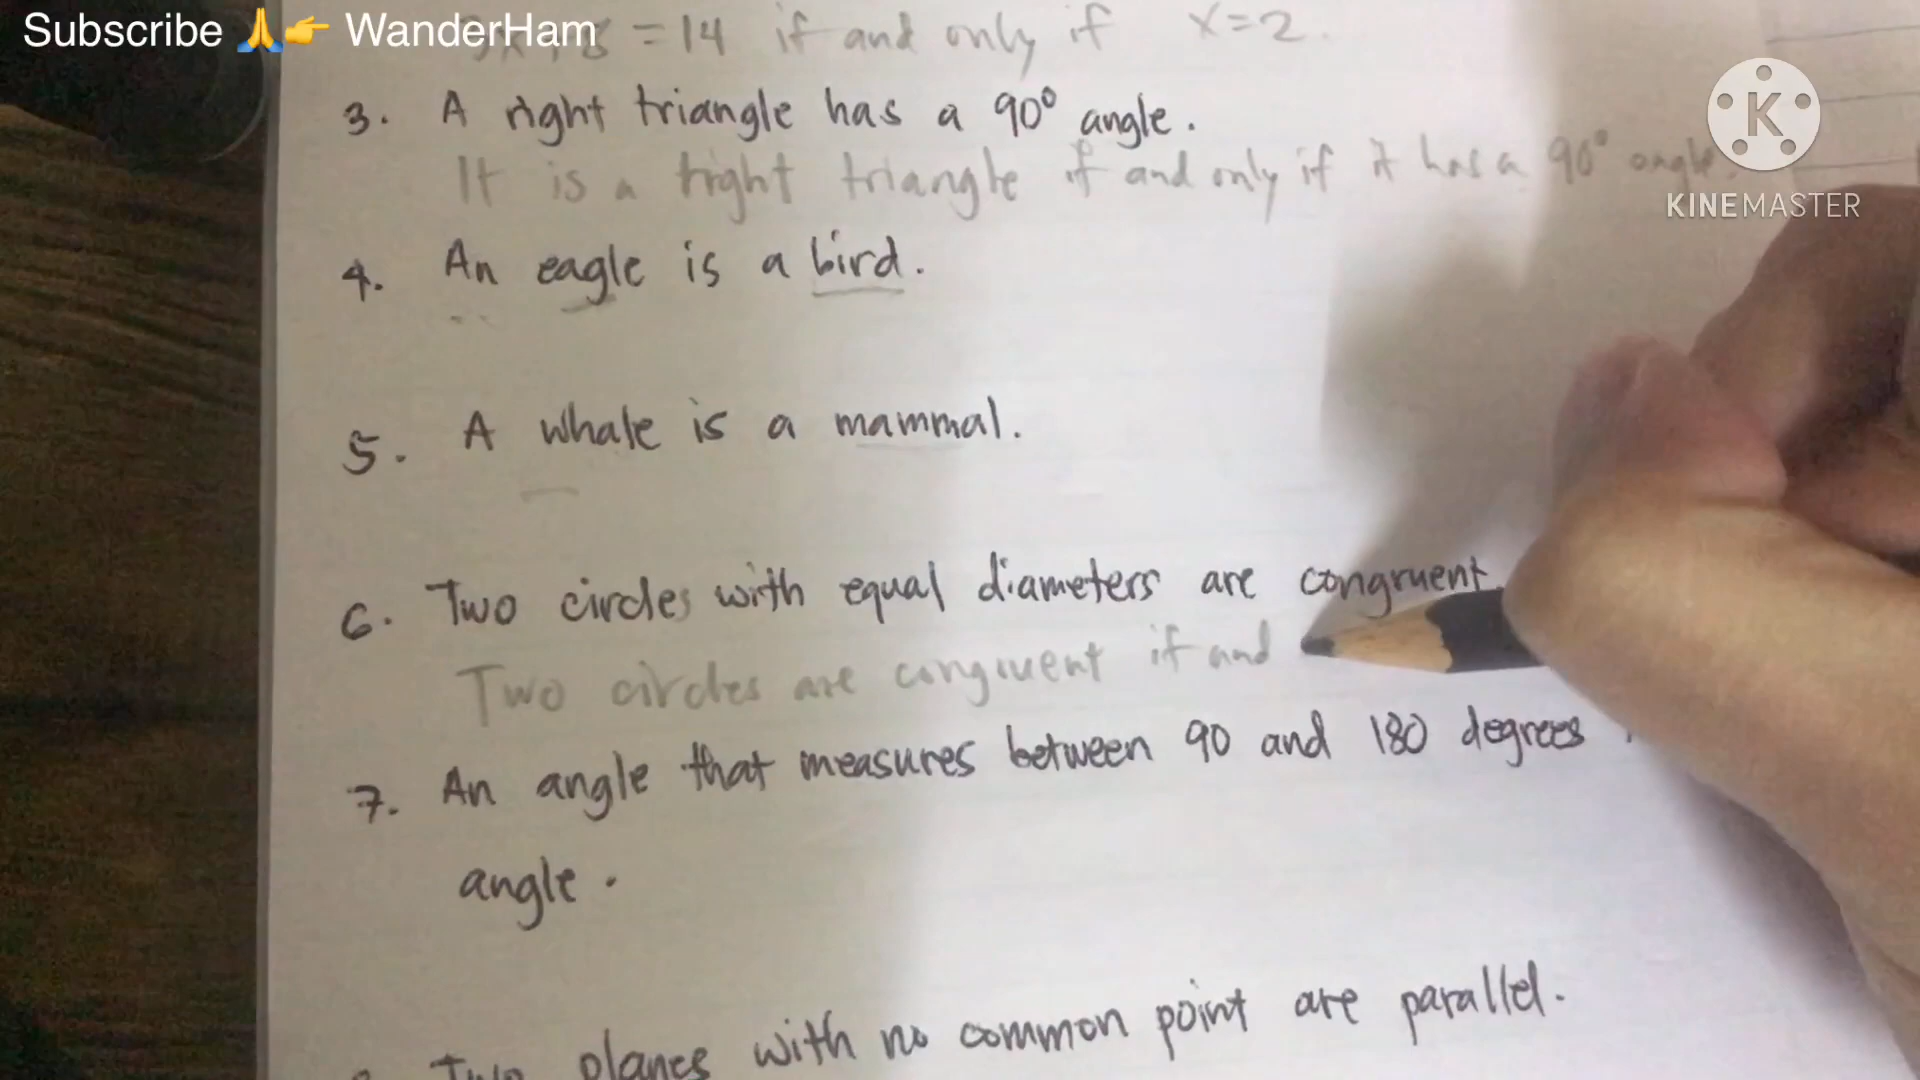 Subscribe 🙏👉 WanderHam
= 14 if and only if x = 2.
3. A right triangle has a 90° angle.
It is a right triangle if and only if it has a 90° angle.
4. An eagle is a bird.
5. A whale is a mammal.
6. Two circles with equal diameters are congruent
Two circles are congruent if and
7. An angle that measures between 90 and 180 degrees
angle.
Two planes with no common point are parallel.
K
KINEMASTER